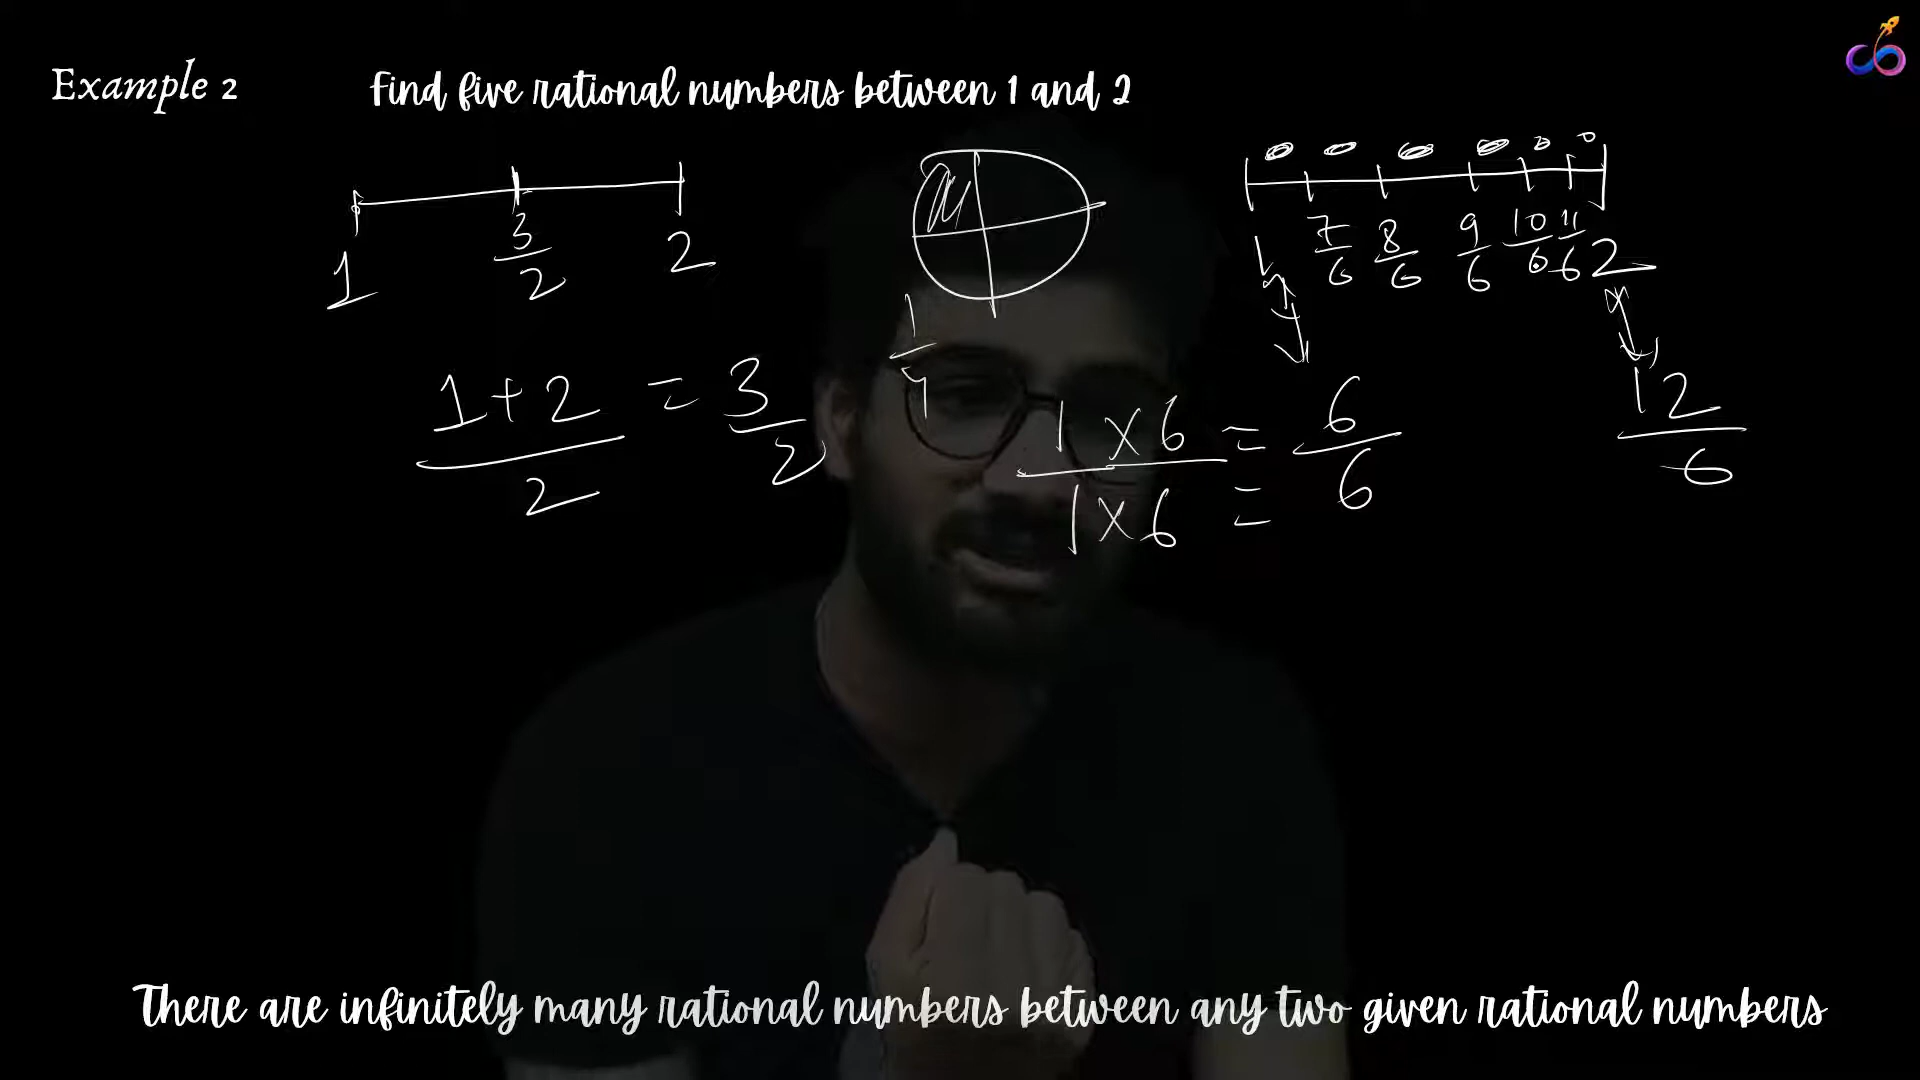 Example 2 Find five rational numbers between 1 and 2
1 3/2 2
1 7/6 8/6 9/6 10/6 11/6 2
1/4
1+2/2 = 3/2
1 x 6/1 x 6 = = 6/6
12/6
There are infinitely many rational numbers between any two given rational numbers